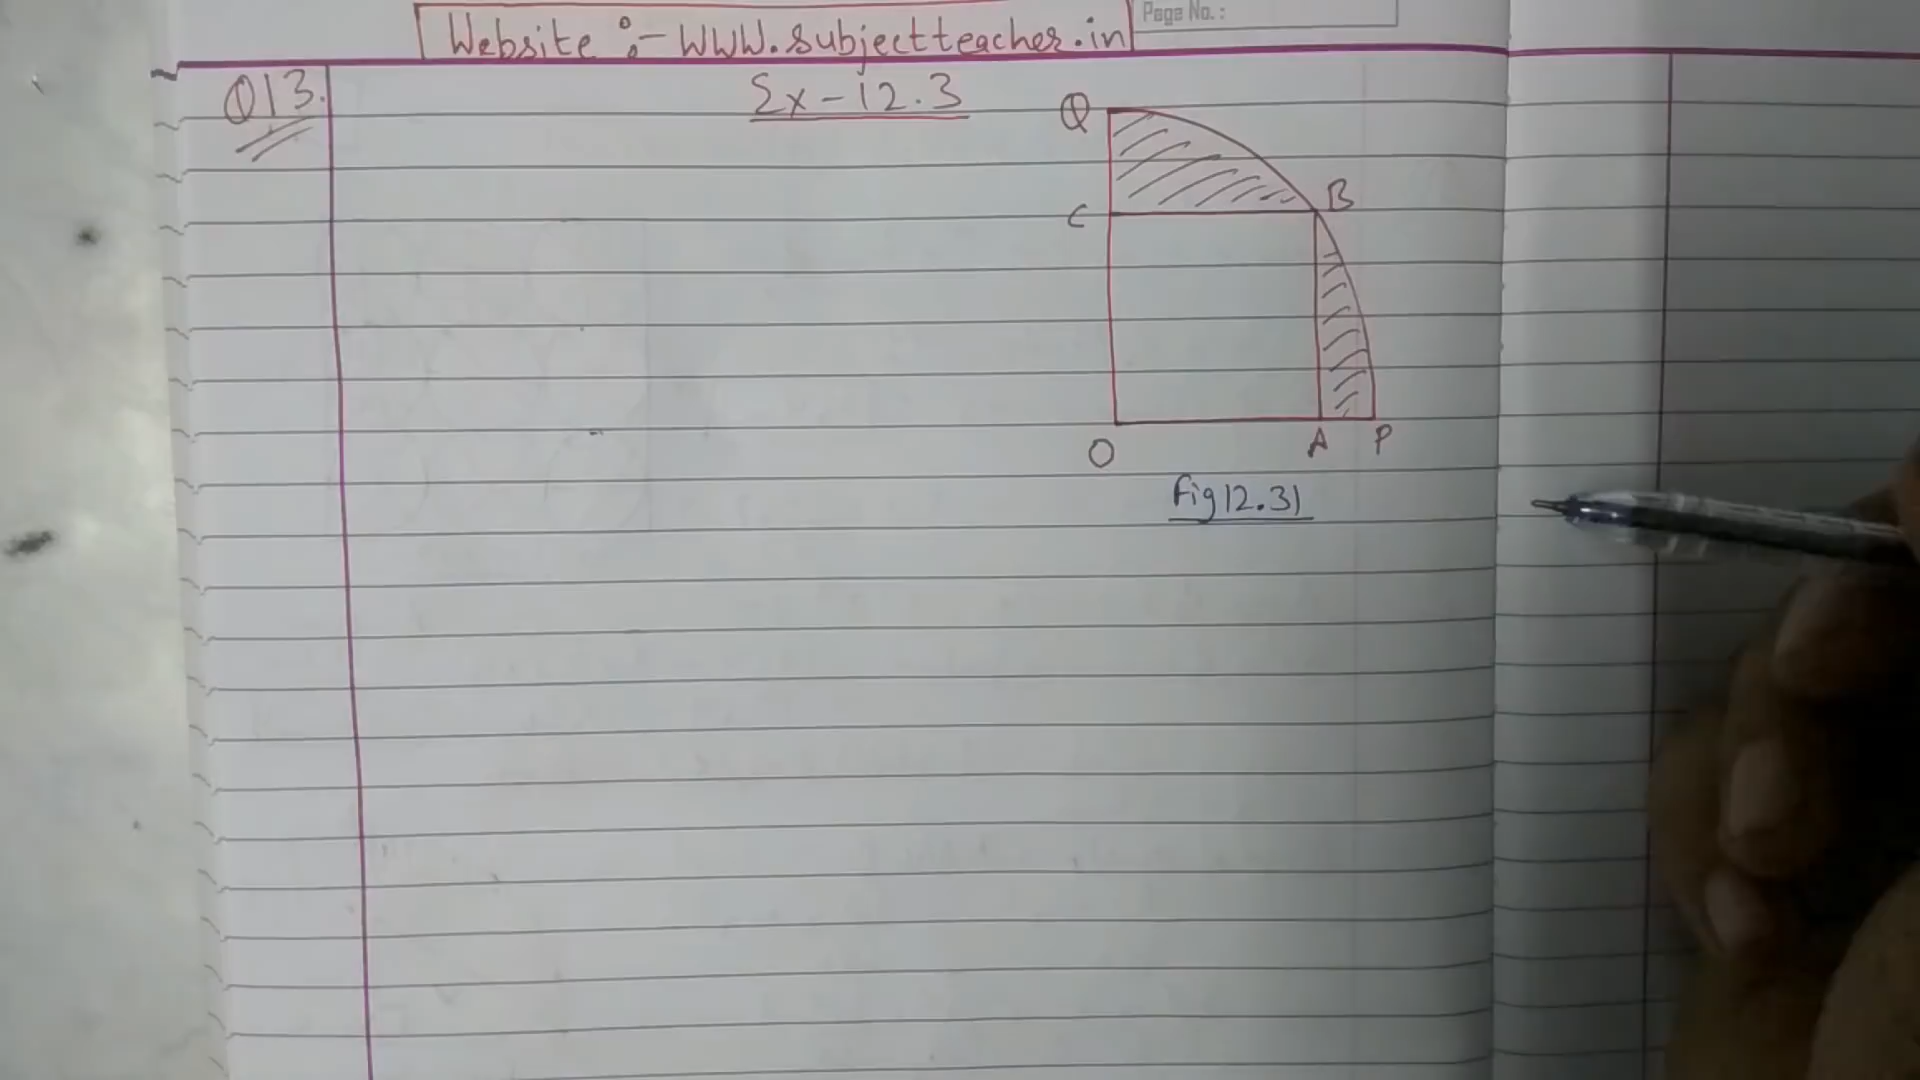 Page No. :
Website :- WWW.subjectteacher.in
Q13.
Ex-12.3
Q
B
C
O
A
P
Fig 12.31